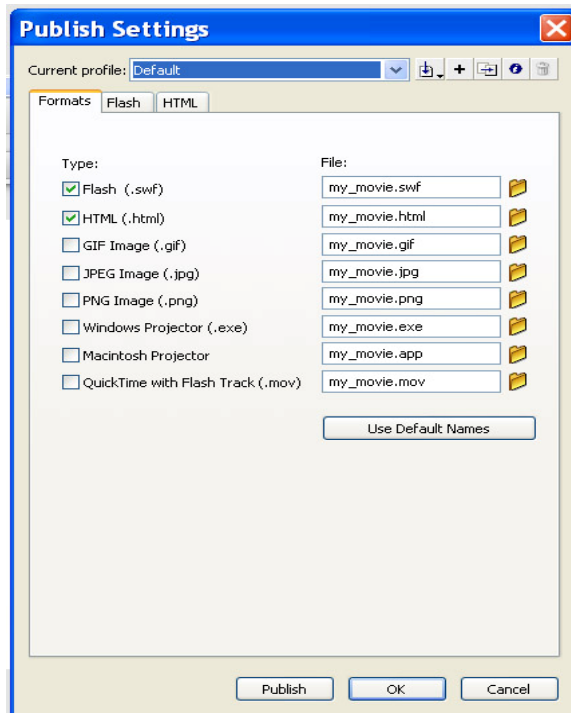 Publish Settings
Current profile: Default
Formats Flash HTML
Type: File:
Flash (.swf) my_movie.swf
HTML (.html) my_movie.html
GIF Image (.gif) my_movie.gif
JPEG Image (.jpg) my_movie.jpg
PNG Image (.png) my_movie.png
Windows Projector (.exe) my_movie.exe
Macintosh Projector my_movie.app
QuickTime with Flash Track (.mov) my_movie.mov
Use Default Names
Publish OK Cancel